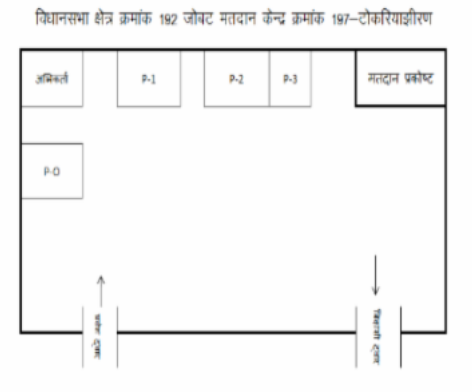 विधानसभा क्षेत्र क्रमांक 192 जोबट मतदान केन्द्र क्रमांक 197–टोकरियाझीरण
अभिकर्ता P-1 P-2 P-3 मतदान प्रकोष्ट
P-O